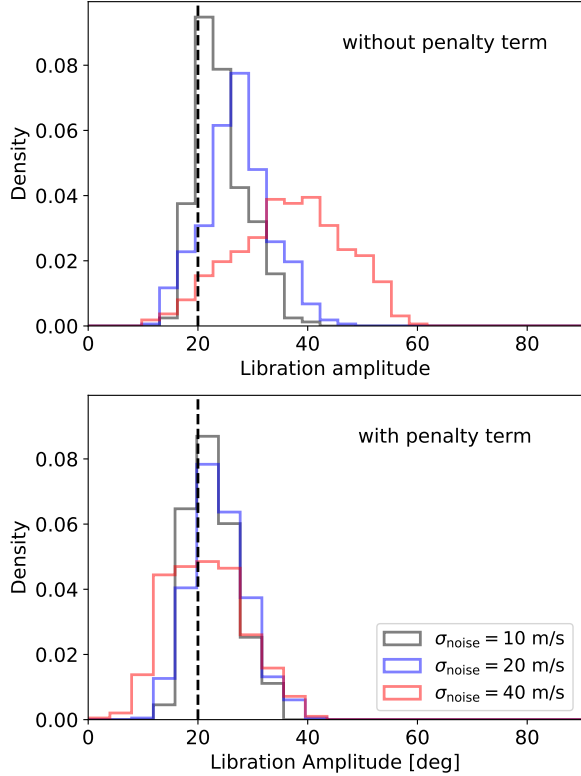 without penalty term
0.08
0.06
0.04
0.02
0.00
Density
0 20 40 60 80
Libration amplitude
with penalty term
0.08
0.06
0.04
0.02
0.00
Density
σnoise = 10 m/s
σnoise = 20 m/s
σnoise = 40 m/s
0 20 40 60 80
Libration Amplitude [deg]